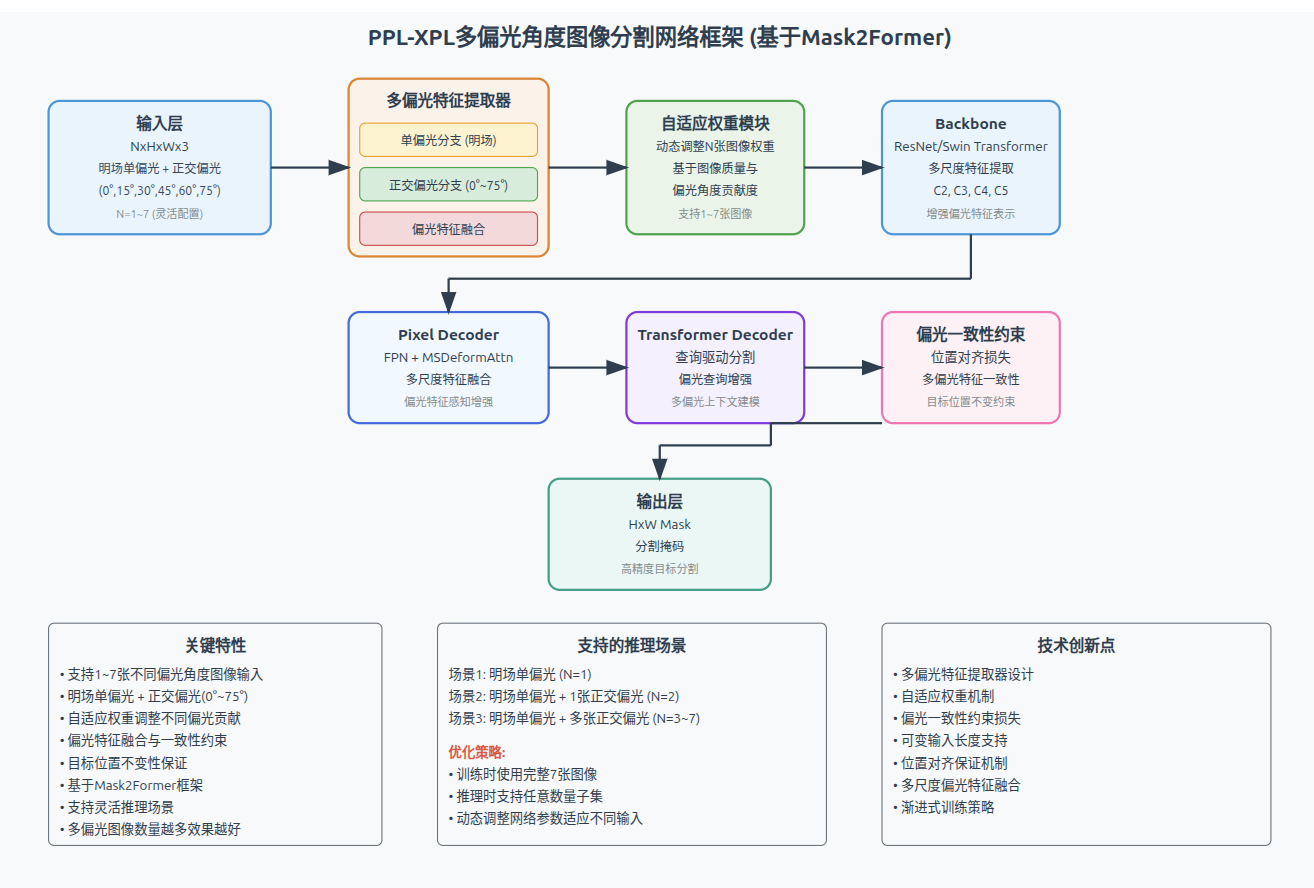 PPL-XPL多偏光角度图像分割网络框架 (基于Mask2Former)
输入层
NxHxWx3
明场单偏光 + 正交偏光
(0°,15°,30°,45°,60°,75°)
N=1~7 (灵活配置)
多偏光特征提取器
单偏光分支 (明场)
正交偏光分支 (0°~75°)
偏光特征融合
自适应权重模块
动态调整N张图像权重
基于图像质量与
偏光角度贡献度
支持1~7张图像
Backbone
ResNet/Swin Transformer
多尺度特征提取
C2, C3, C4, C5
增强偏光特征表示
Pixel Decoder
FPN + MSDeformAttn
多尺度特征融合
偏光特征感知增强
Transformer Decoder
查询驱动分割
偏光查询增强
多偏光上下文建模
偏光一致性约束
位置对齐损失
多偏光特征一致性
目标位置不变约束
输出层
HxW Mask
分割掩码
高精度目标分割
关键特性
• 支持1~7张不同偏光角度图像输入
• 明场单偏光 + 正交偏光(0°~75°)
• 自适应权重调整不同偏光贡献
• 偏光特征融合与一致性约束
• 目标位置不变性保证
• 基于Mask2Former框架
• 支持灵活推理场景
• 多偏光图像数量越多效果越好
支持的推理场景
场景1: 明场单偏光 (N=1)
场景2: 明场单偏光 + 1张正交偏光 (N=2)
场景3: 明场单偏光 + 多张正交偏光 (N=3~7)
优化策略:
• 训练时使用完整7张图像
• 推理时支持任意数量子集
• 动态调整网络参数适应不同输入
技术创新点
• 多偏光特征提取器设计
• 自适应权重机制
• 偏光一致性约束损失
• 可变输入长度支持
• 位置对齐保证机制
• 多尺度偏光特征融合
• 渐进式训练策略